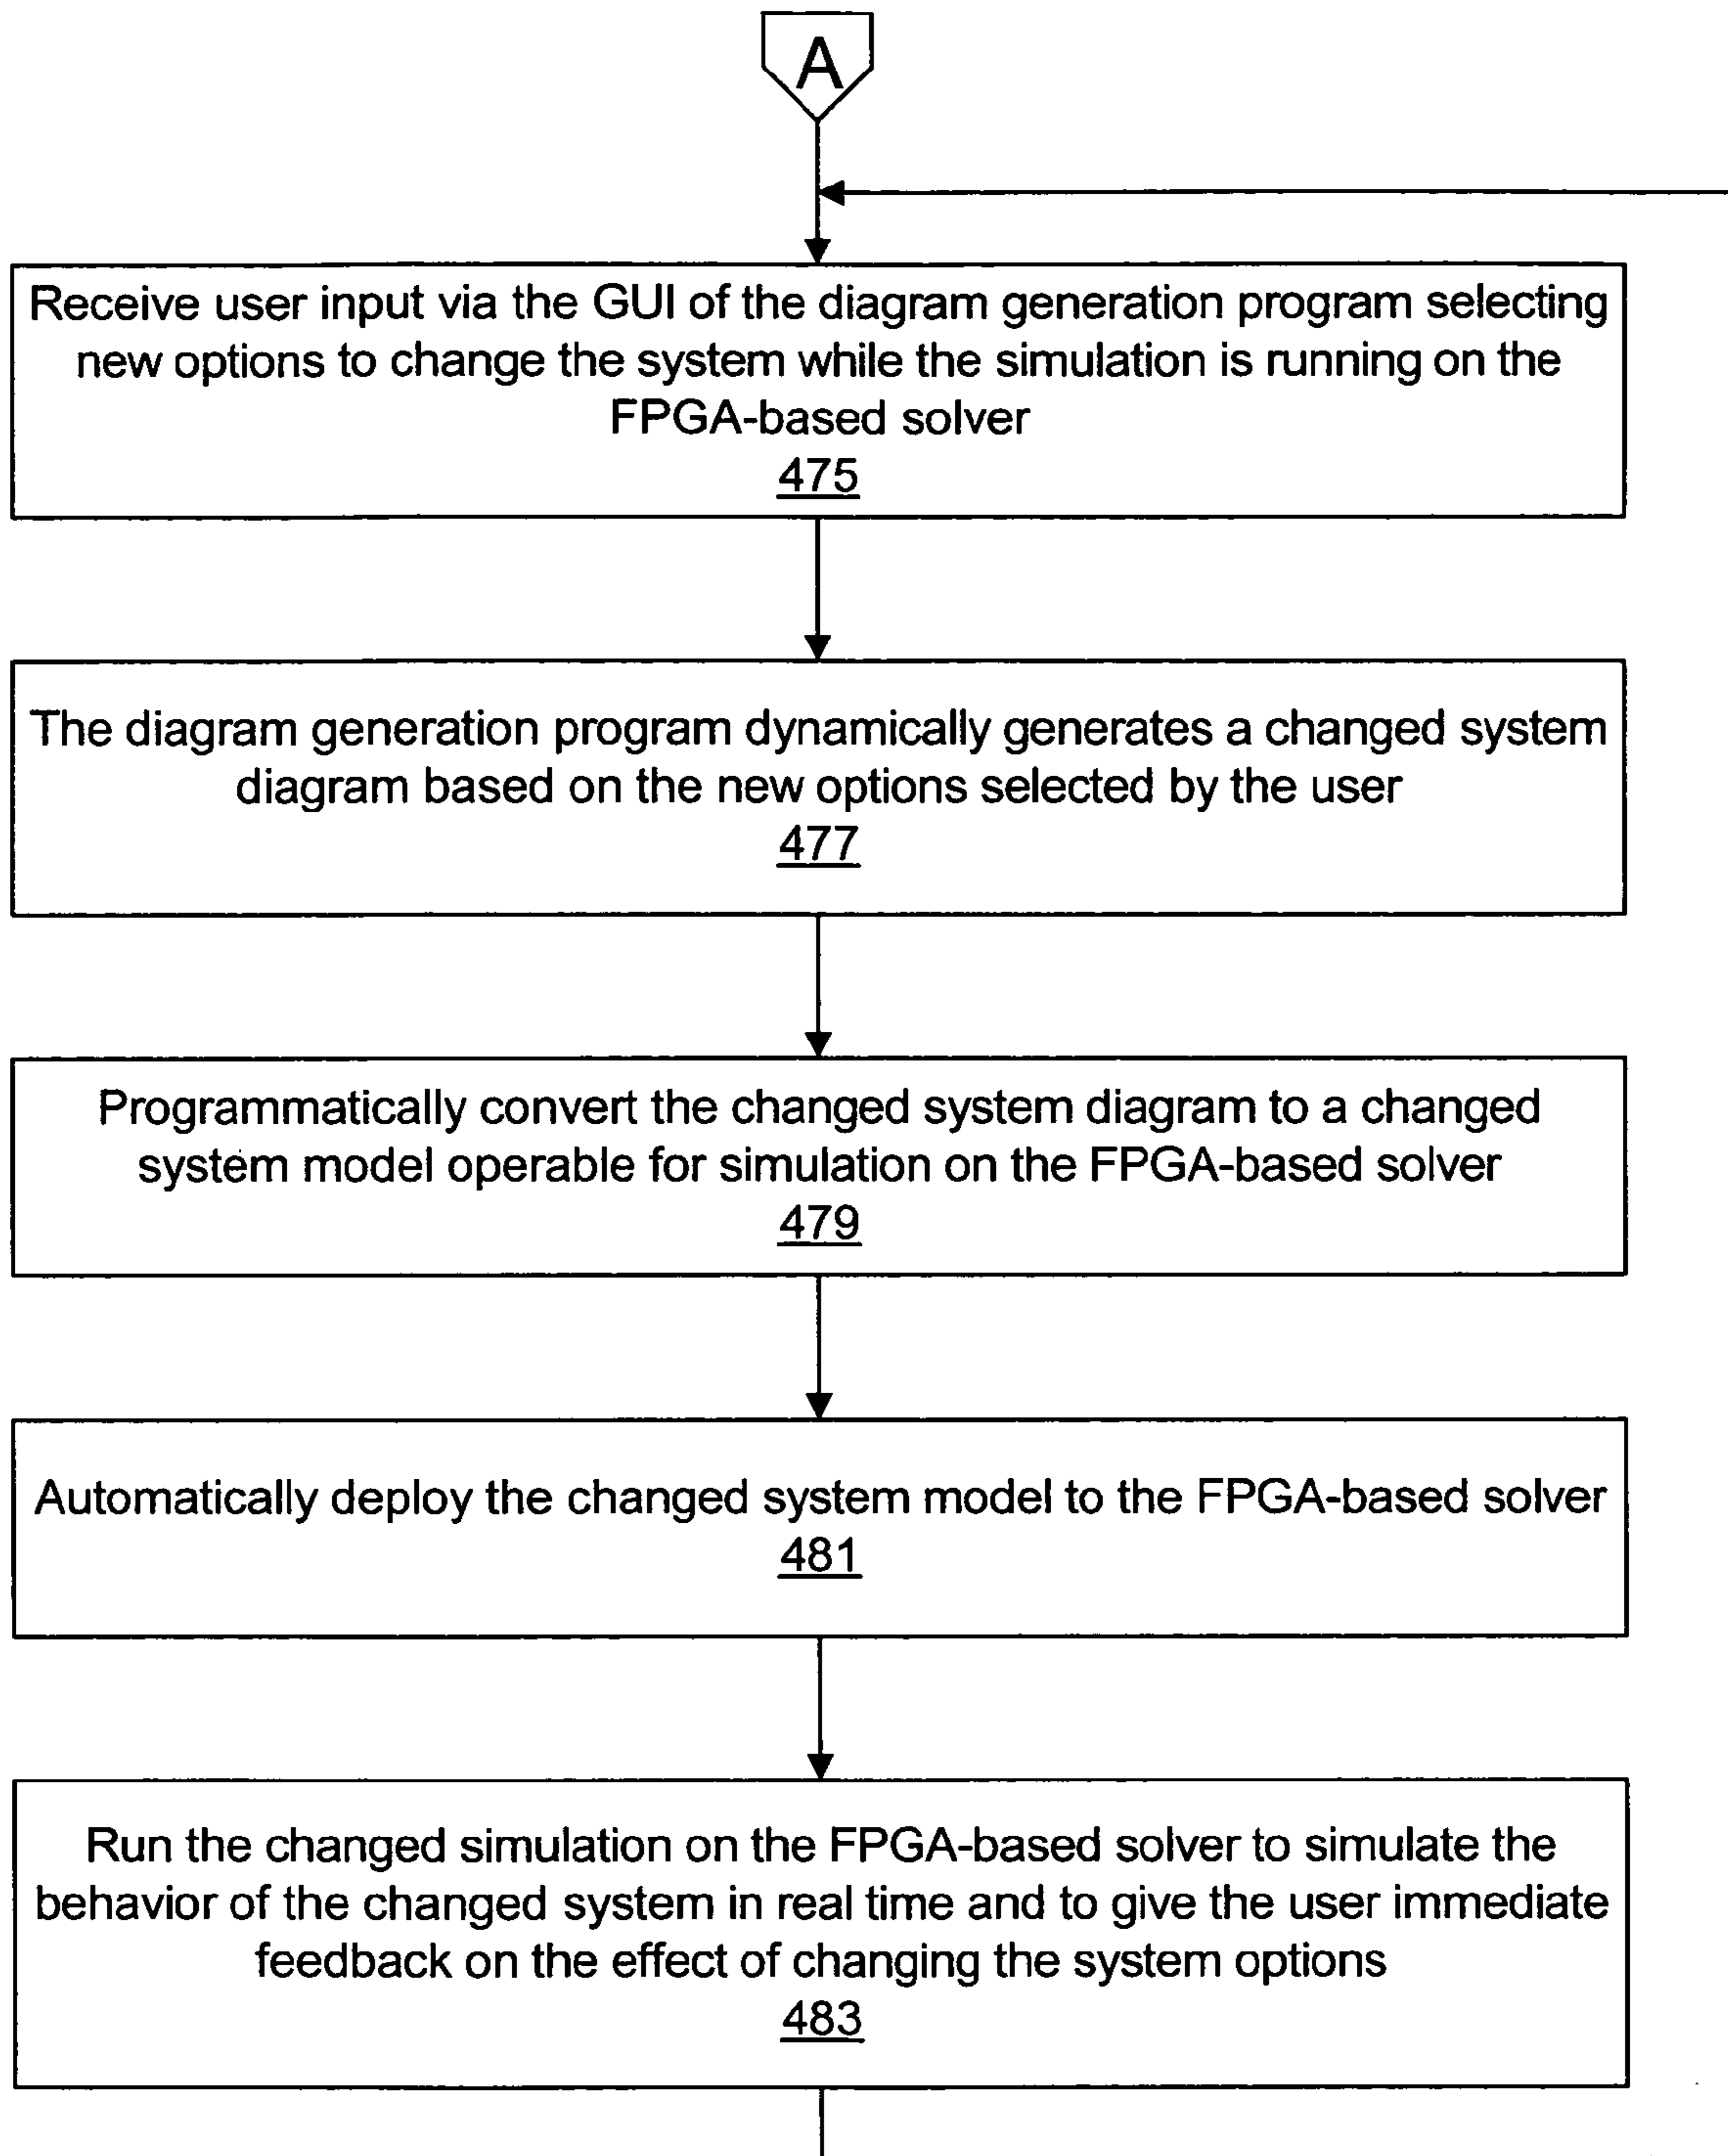 A
Receive user input via the GUI of the diagram generation program selecting
new options to change the system while the simulation is running on the
FPGA-based solver
475
The diagram generation program dynamically generates a changed system
diagram based on the new options selected by the user
477
Programmatically convert the changed system diagram to a changed
system model operable for simulation on the FPGA-based solver
479
Automatically deploy the changed system model to the FPGA-based solver
481
Run the changed simulation on the FPGA-based solver to simulate the
behavior of the changed system in real time and to give the user immediate
feedback on the effect of changing the system options
483